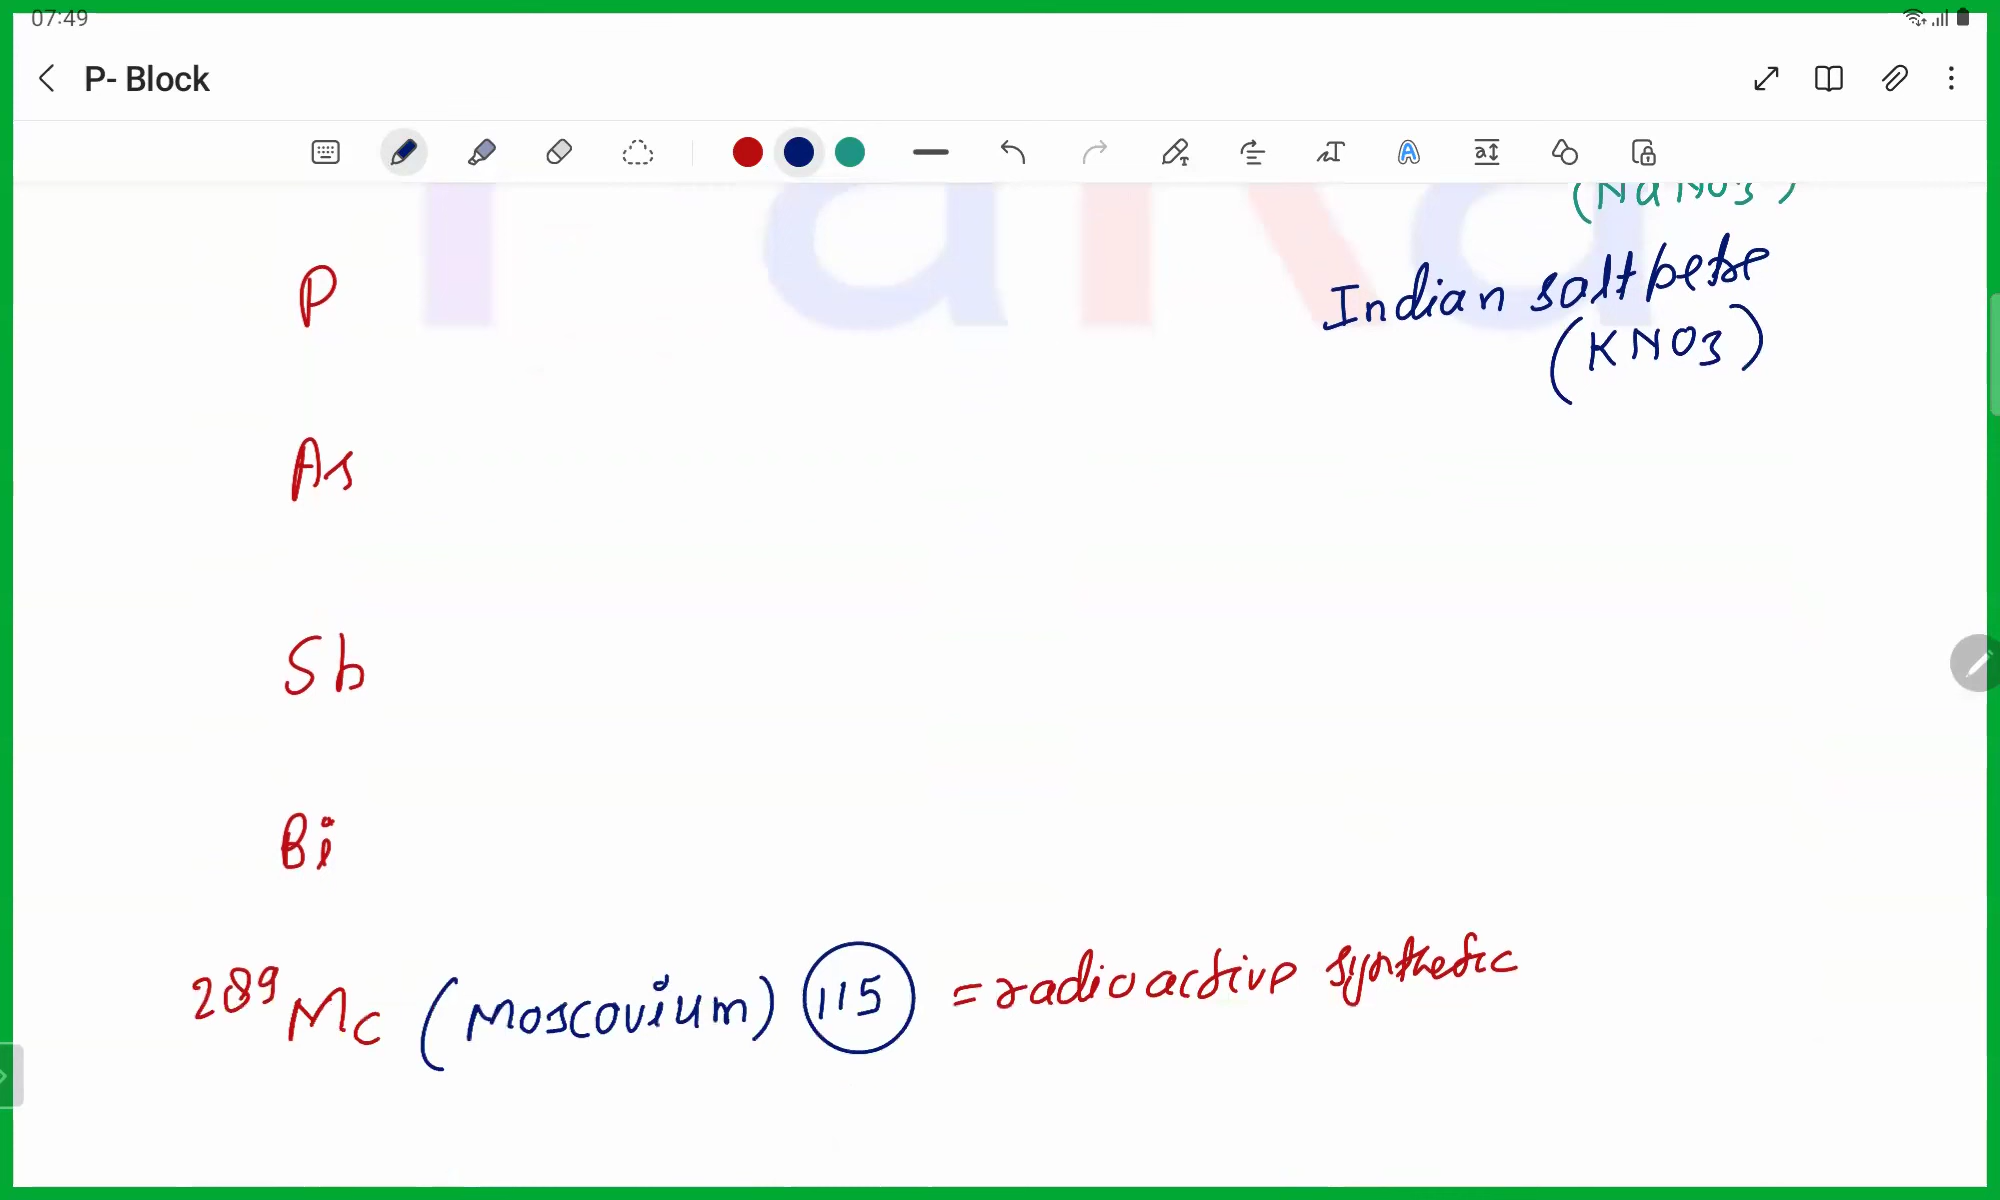 07:49
P- Block
(NaNO3)
P
Indian saltpetre
(KNO3)
As
Sb
Bi
289Mc (Moscovium) 115 = radioactive synthetic